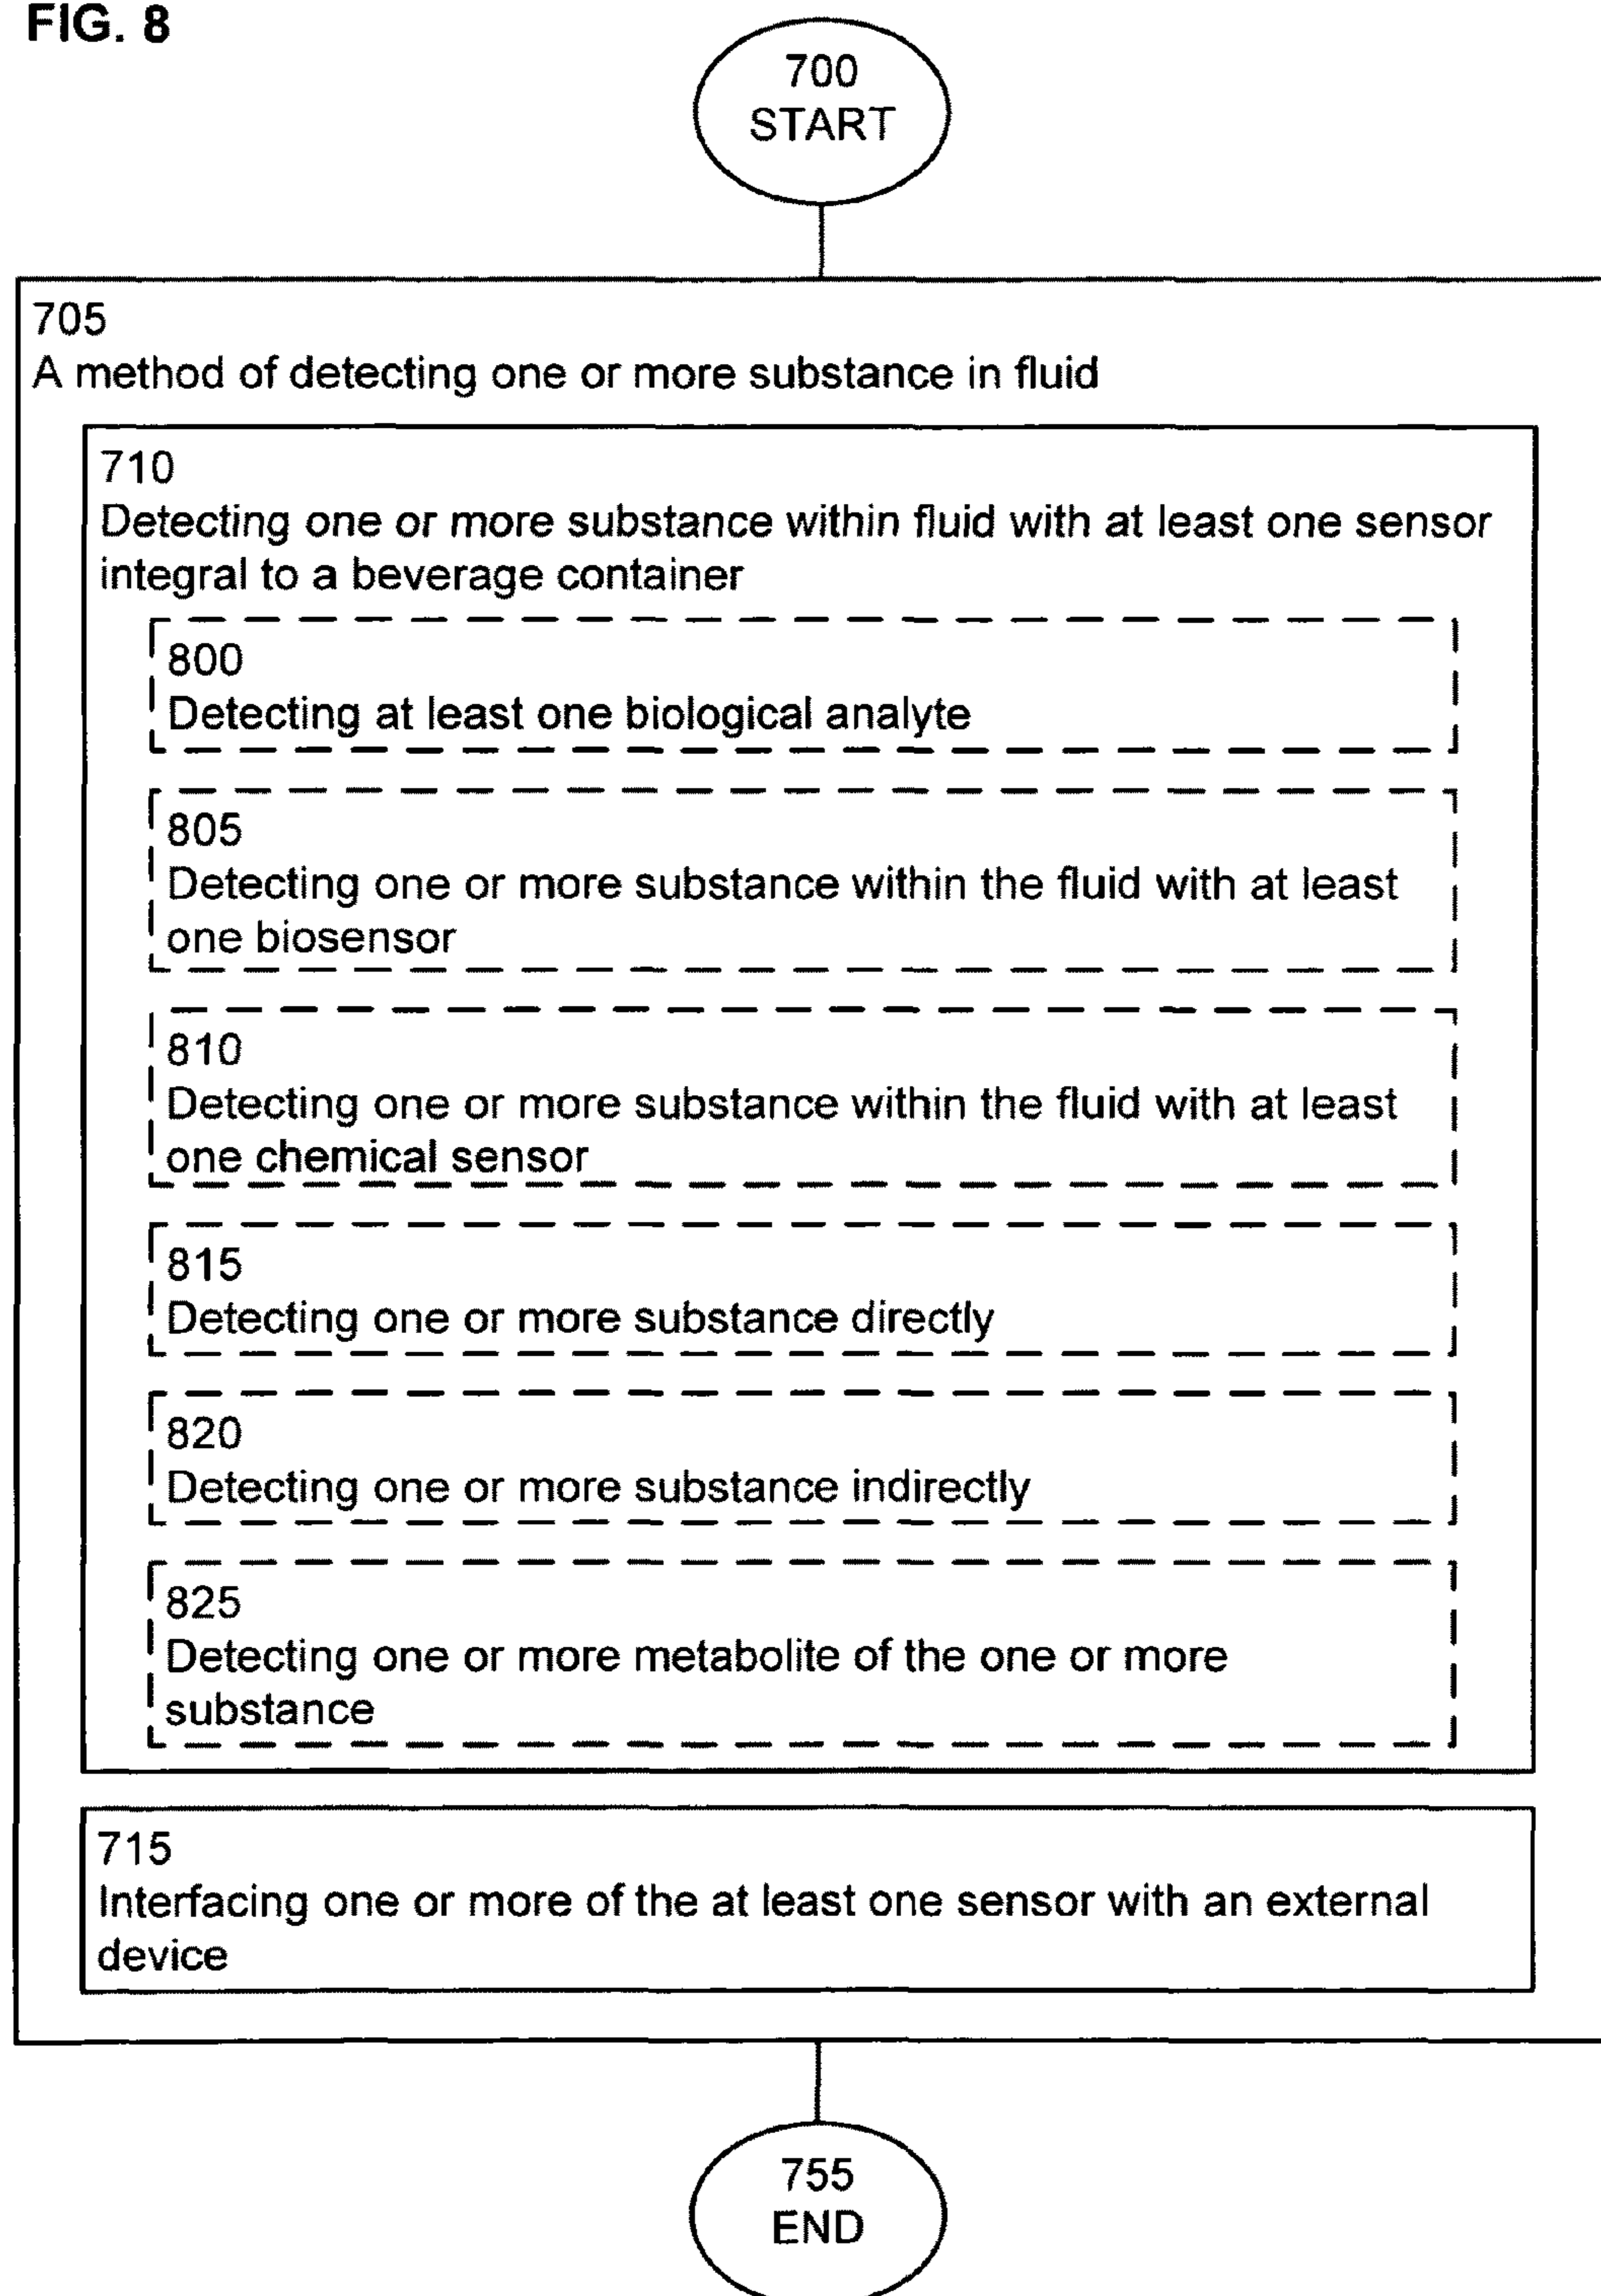 FIG. 8
700
START
705
A method of detecting one or more substance in fluid
710
Detecting one or more substance within fluid with at least one sensor
integral to a beverage container
800
Detecting at least one biological analyte
805
Detecting one or more substance within the fluid with at least
one biosensor
810
Detecting one or more substance within the fluid with at least
one chemical sensor
815
Detecting one or more substance directly
820
Detecting one or more substance indirectly
825
Detecting one or more metabolite of the one or more
substance
715
Interfacing one or more of the at least one sensor with an external
device
755
END